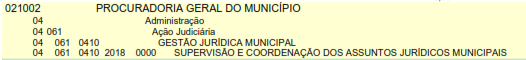 021002 PROCURADORIA GERAL DO MUNICÍPIO
04 Administração
04 061 Ação Judiciária
04 061 0410 GESTÃO JURÍDICA MUNICIPAL
04 061 0410 2018 0000 SUPERVISÃO E COORDENAÇÃO DOS ASSUNTOS JURÍDICOS MUNICIPAIS